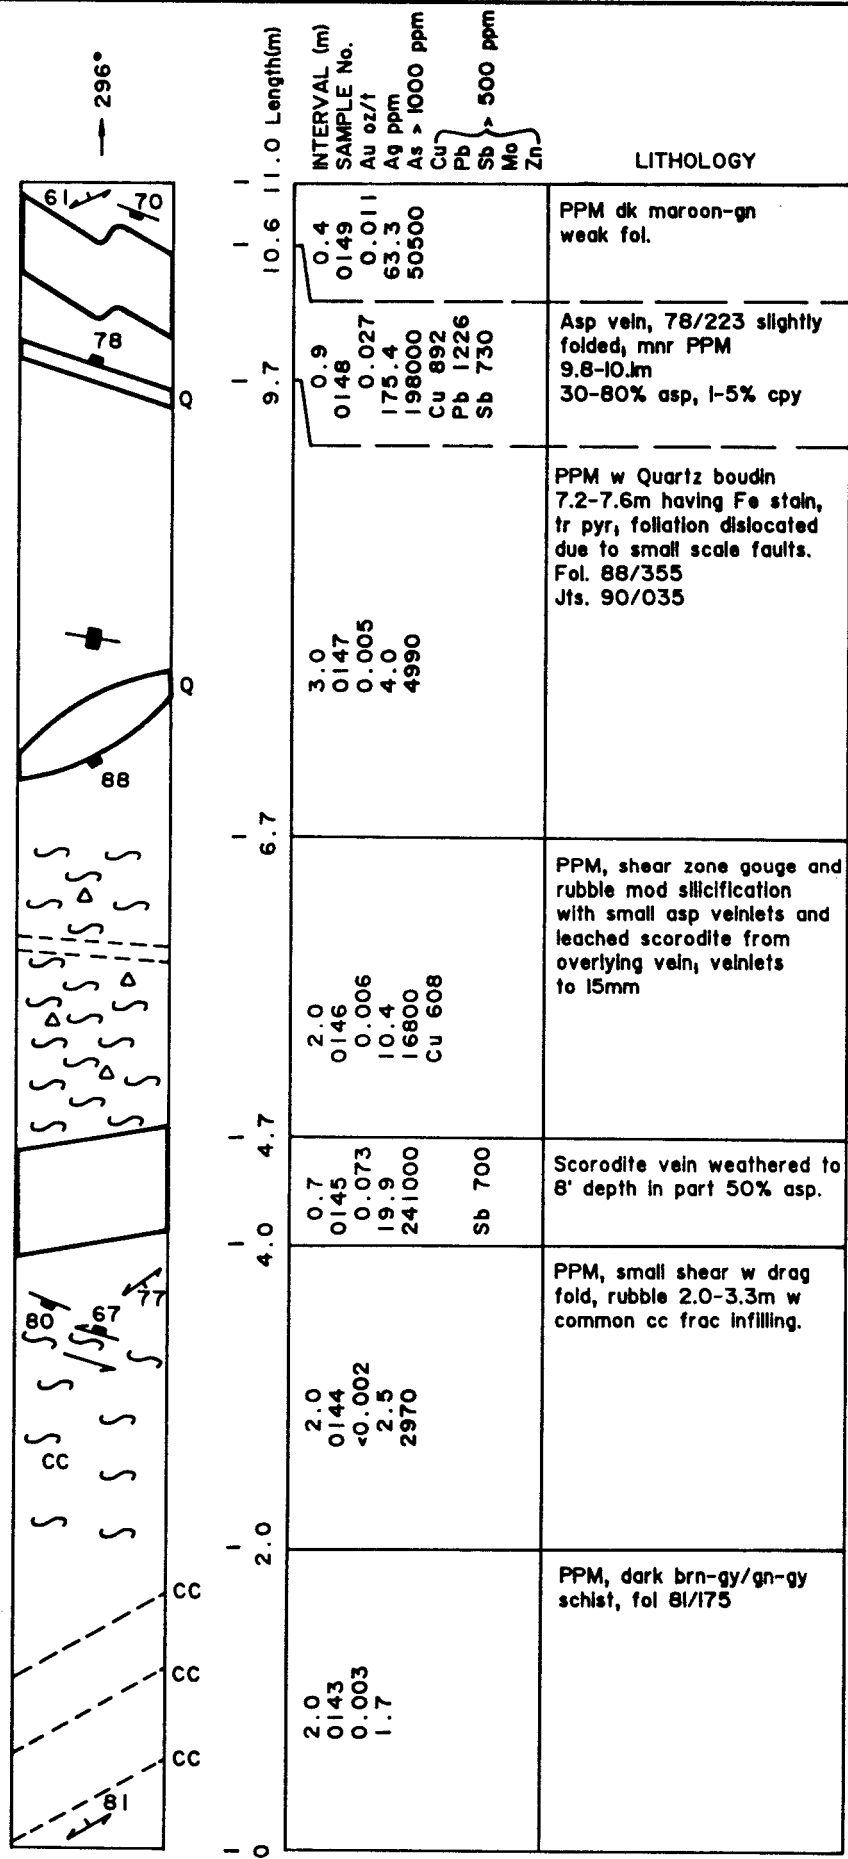 296°
11.0 Length(m)
INTERVAL (m)
SAMPLE No.
Au oz/t
Ag ppm
As > 1000 ppm
Cu
Pb
Sb > 500 ppm
Mo
Zn
LITHOLOGY
61
70
78
Q
10.6
0.4
0149
0.011
63.3
50500
PPM dk maroon-gn
weak fol.
9.7
0.9
0148
0.027
175.4
198000
Cu 892
Pb 1226
Sb 730
Asp vein, 78/223 slightly
folded, mnr PPM
9.8-10.1m
30-80% asp, 1-5% cpy
Q
88
3.0
0147
0.005
4.0
4990
PPM w Quartz boudin
7.2-7.6m having Fe stain,
tr pyr, foliation dislocated
due to small scale faults.
Fol. 88/355
Jts. 90/035
6.7
2.0
0146
0.006
10.4
16800
Cu 608
PPM, shear zone gouge and
rubble mod silicification
with small asp veinlets and
leached scorodite from
overlying vein, veinlets
to 15mm
4.7
0.7
0145
0.073
19.9
241000
Sb 700
Scorodite vein weathered to
8' depth in part 50% asp.
4.0
77
80
67
CC
2.0
0144
<0.002
2.5
2970
PPM, small shear w drag
fold, rubble 2.0-3.3m w
common cc frac infilling.
2.0
CC
CC
CC
81
2.0
0143
0.003
1.7
PPM, dark brn-gy/gn-gy
schist, fol 81/175
0